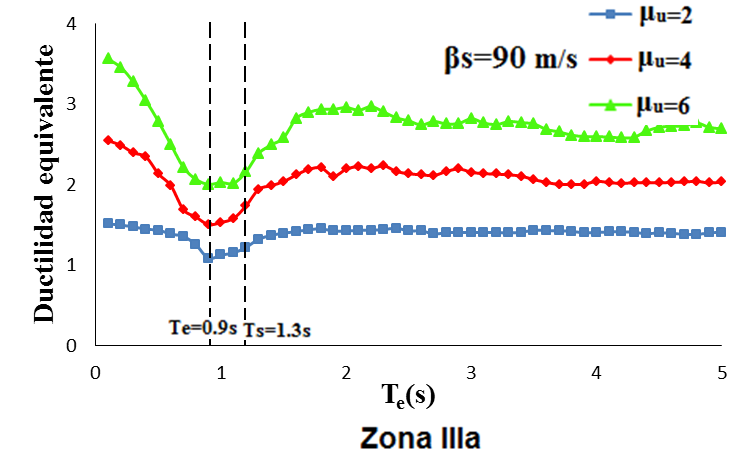 Ductilidad equivalente
4
3
2
1
0
βs=90 m/s
μu=2
μu=4
μu=6
Te=0.9s
Ts=1.3s
0 1 2 3 4 5
Te(s)
Zona IIIa